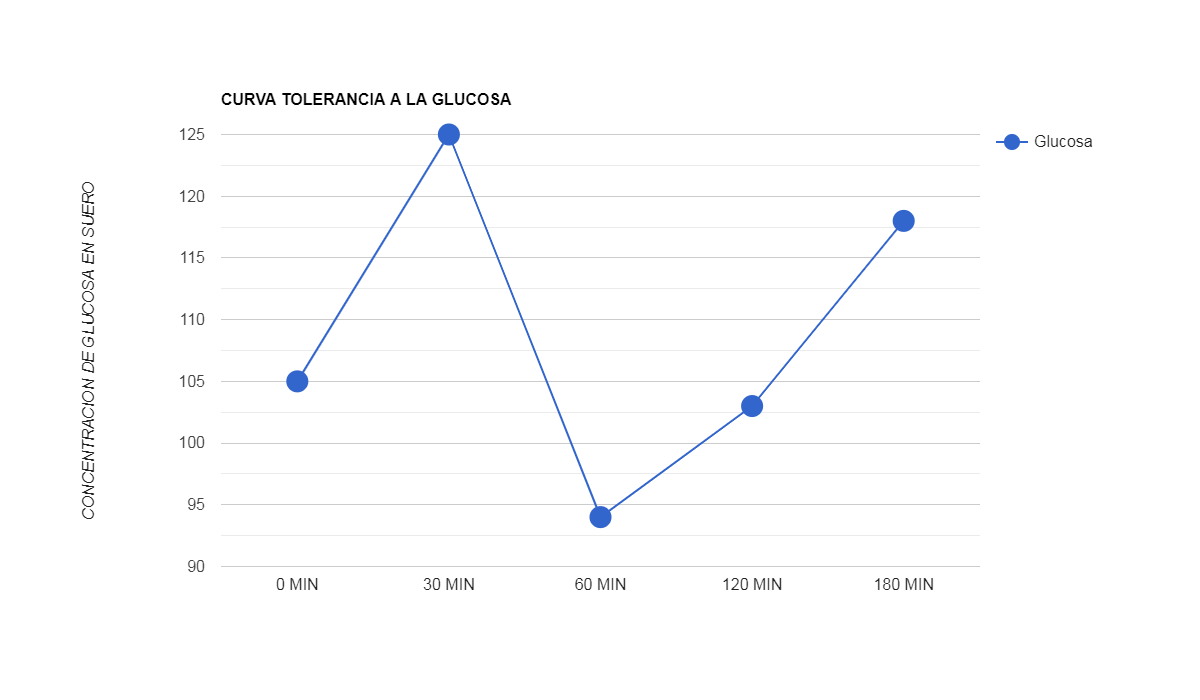 CURVA TOLERANCIA A LA GLUCOSA
Glucosa
CONCENTRACION DE GLUCOSA EN SUERO
125
120
115
110
105
100
95
90
0 MIN
30 MIN
60 MIN
120 MIN
180 MIN